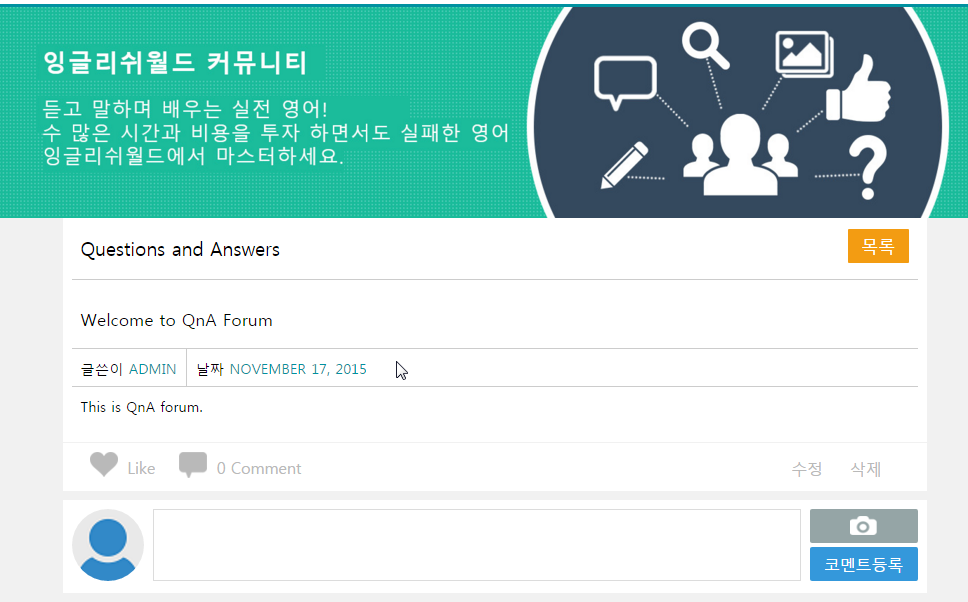 잉글리쉬월드 커뮤니티
듣고 말하며 배우는 실전 영어!
수 많은 시간과 비용을 투자 하면서도 실패한 영어
잉글리쉬월드에서 마스터하세요.
Questions and Answers
목록
Welcome to QnA Forum
글쓴이 ADMIN 날짜 NOVEMBER 17, 2015
This is QnA forum.
Like 0 Comment 수정 삭제
코멘트등록